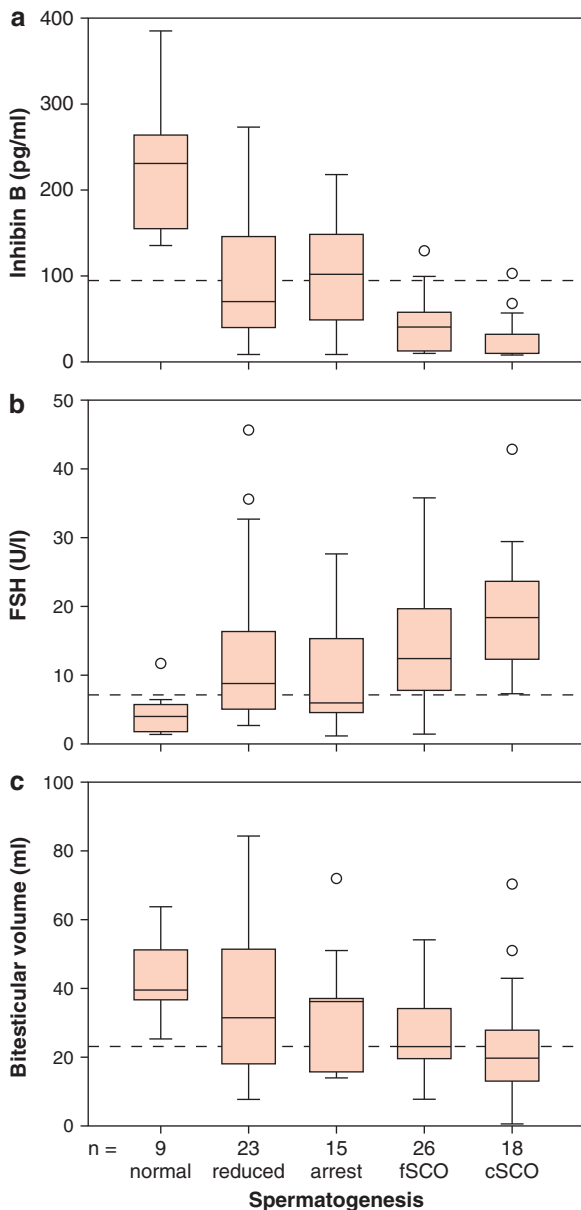 a
Inhibin B (pg/ml)
400
300
200
100
0
b
FSH (U/l)
50
40
30
20
10
0
c
Bitesticular volume (ml)
100
80
60
40
20
0
n = 9 23 15 26 18
normal reduced arrest fSCO cSCO
Spermatogenesis